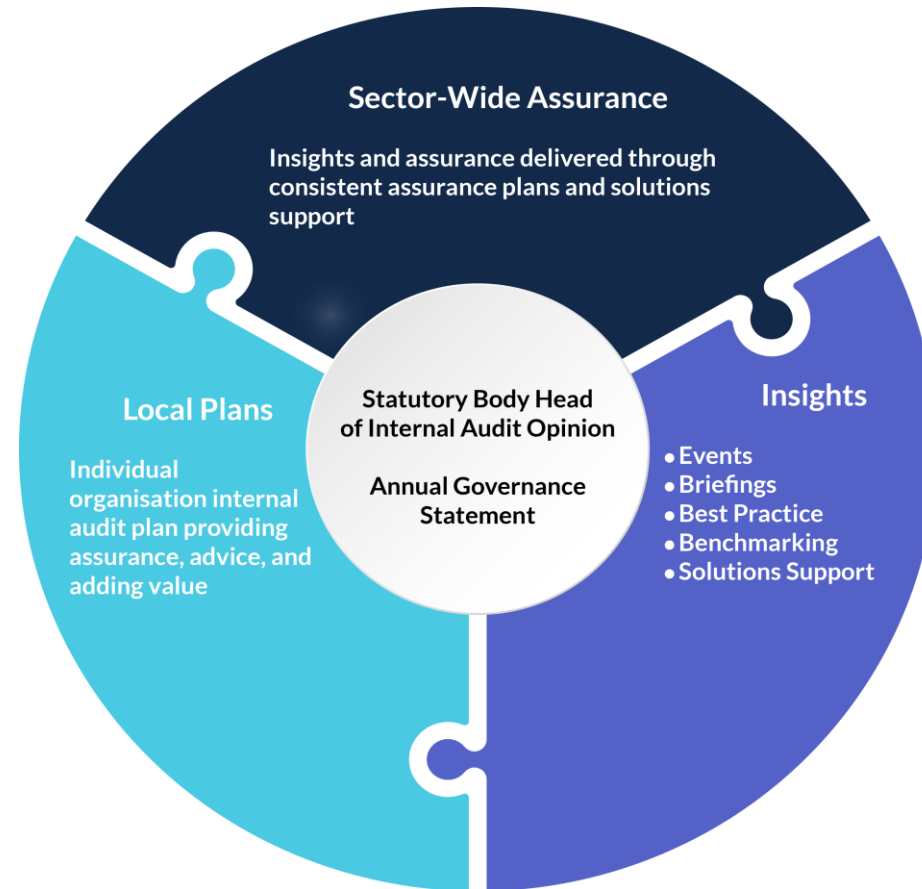 Sector-Wide Assurance
Insights and assurance delivered through
consistent assurance plans and solutions
support
Local Plans
Individual
organisation internal
audit plan providing
assurance, advice, and
adding value
Statutory Body Head
of Internal Audit Opinion
Annual Governance
Statement
Insights
• Events
• Briefings
• Best Practice
• Benchmarking
• Solutions Support